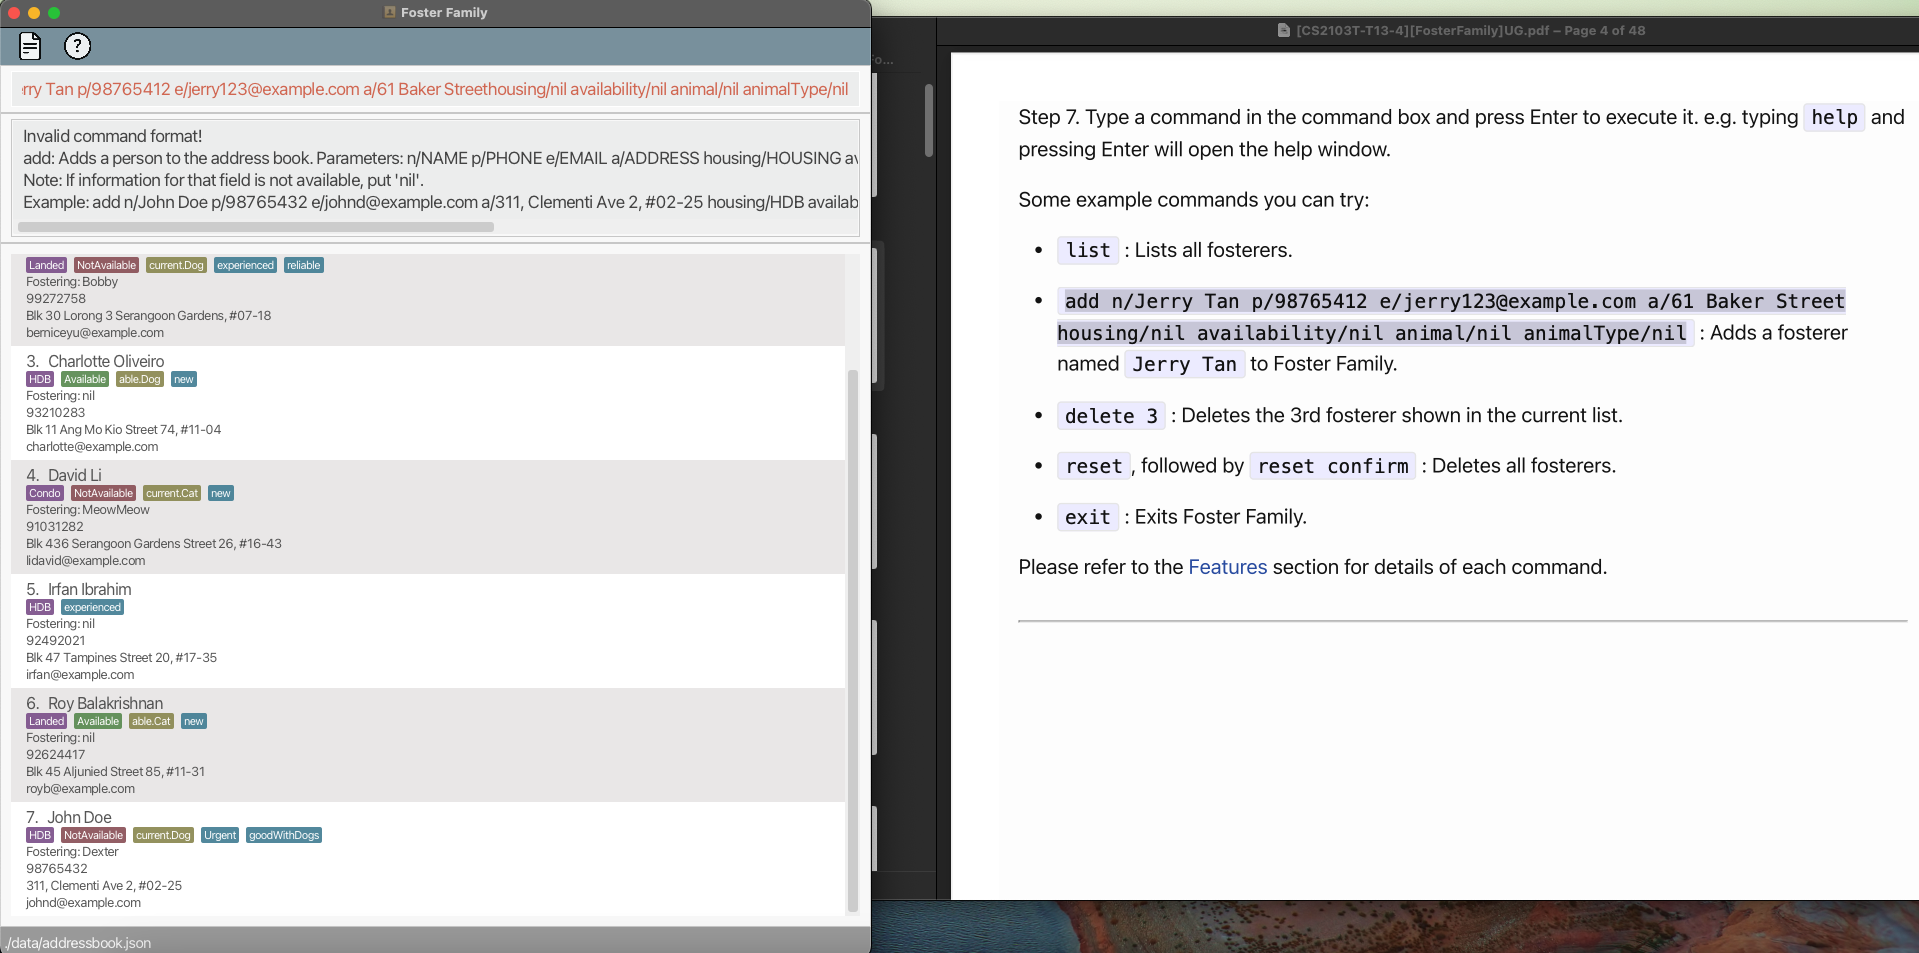 Foster Family
?
rry Tan p/98765412 e/jerry123@example.com a/61 Baker Streethousing/nil availability/nil animal/nil animalType/nil
Invalid command format!
add: Adds a person to the address book. Parameters: n/NAME p/PHONE e/EMAIL a/ADDRESS housing/HOUSING av
Note: If information for that field is not available, put 'nil'.
Example: add n/John Doe p/98765432 e/johnd@example.com a/311, Clementi Ave 2, #02-25 housing/HDB availab
Landed NotAvailable current.Dog experienced reliable
Fostering: Bobby
99272758
Blk 30 Lorong 3 Serangoon Gardens, #07-18
berniceyu@example.com
3. Charlotte Oliveiro
HDB Available able.Dog new
Fostering: nil
93210283
Blk 11 Ang Mo Kio Street 74, #11-04
charlotte@example.com
4. David Li
Condo NotAvailable current.Cat new
Fostering: MeowMeow
91031282
Blk 436 Serangoon Gardens Street 26, #16-43
lidavid@example.com
5. Irfan Ibrahim
HDB experienced
Fostering: nil
92492021
Blk 47 Tampines Street 20, #17-35
irfan@example.com
6. Roy Balakrishnan
Landed Available able.Cat new
Fostering: nil
92624417
Blk 45 Aljunied Street 85, #11-31
royb@example.com
7. John Doe
HDB NotAvailable current.Dog Urgent goodWithDogs
Fostering: Dexter
98765432
311, Clementi Ave 2, #02-25
johnd@example.com
./data/addressbook.json
Fo...
[CS2103T-T13-4][FosterFamily]UG.pdf – Page 4 of 48
Step 7. Type a command in the command box and press Enter to execute it. e.g. typing help and
pressing Enter will open the help window.
Some example commands you can try:
• list : Lists all fosterers.
• add n/Jerry Tan p/98765412 e/jerry123@example.com a/61 Baker Street
housing/nil availability/nil animal/nil animalType/nil : Adds a fosterer
named Jerry Tan to Foster Family.
• delete 3 : Deletes the 3rd fosterer shown in the current list.
• reset, followed by reset confirm : Deletes all fosterers.
• exit : Exits Foster Family.
Please refer to the Features section for details of each command.